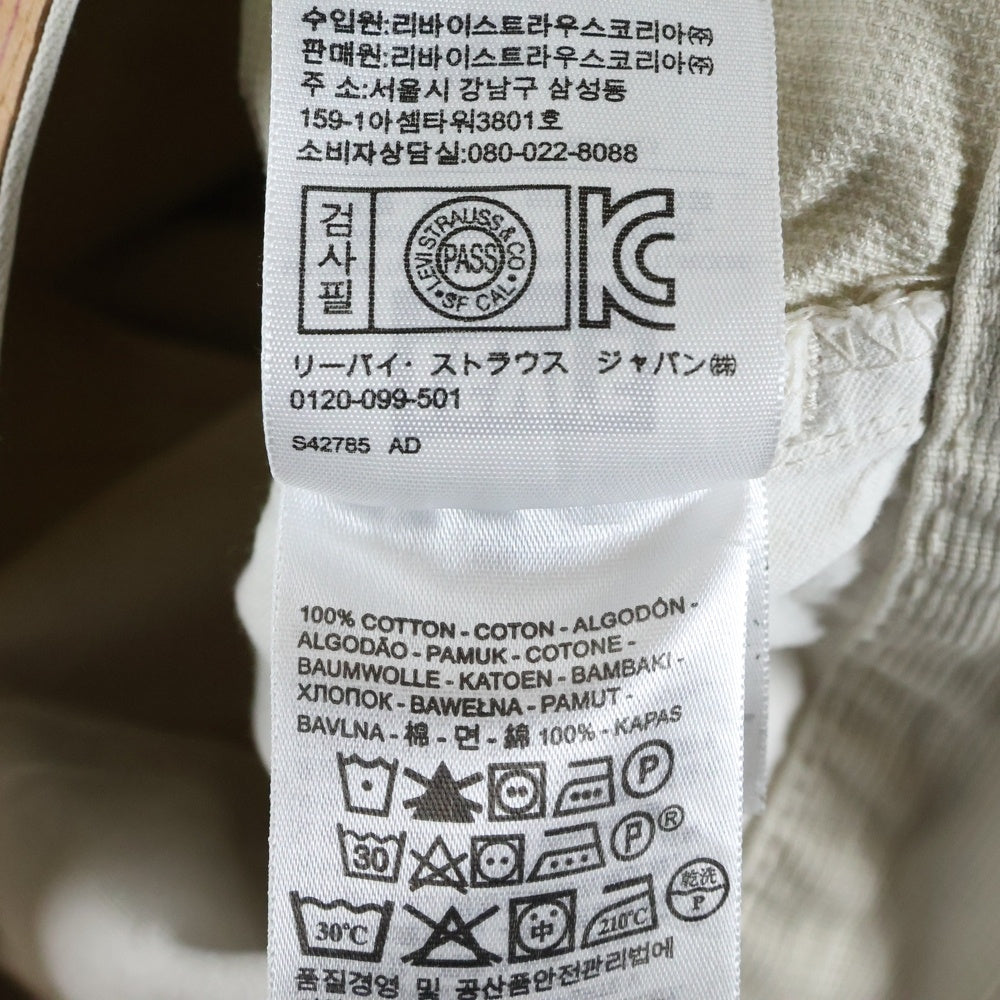 수입원:리바이스트라우스코리아㈜
판매원:리바이스트라우스코리아㈜
주 소:서울시 강남구 삼성동
159-1아셈타워3801호
소비자상담실:080-022-8088
검사필
LEVI STRAUSS & CO
PASS
SF CAL
KC
リーバイ・ストラウス ジャパン㈱
0120-099-501
S42785 AD
100% COTTON - COTON - ALGODÓN -
ALGODÃO - PAMUK - COTONE -
BAUMWOLLE - KATOEN - BAMBAKI -
ХЛОПОК - BAWEŁNA - PAMUT -
BAVLNA - 棉 - 면 - 綿 100% - KAPAS
P
30 P ®
30℃ 中 210℃ 乾洗 P
품질경영 및 공산품안전관리법에